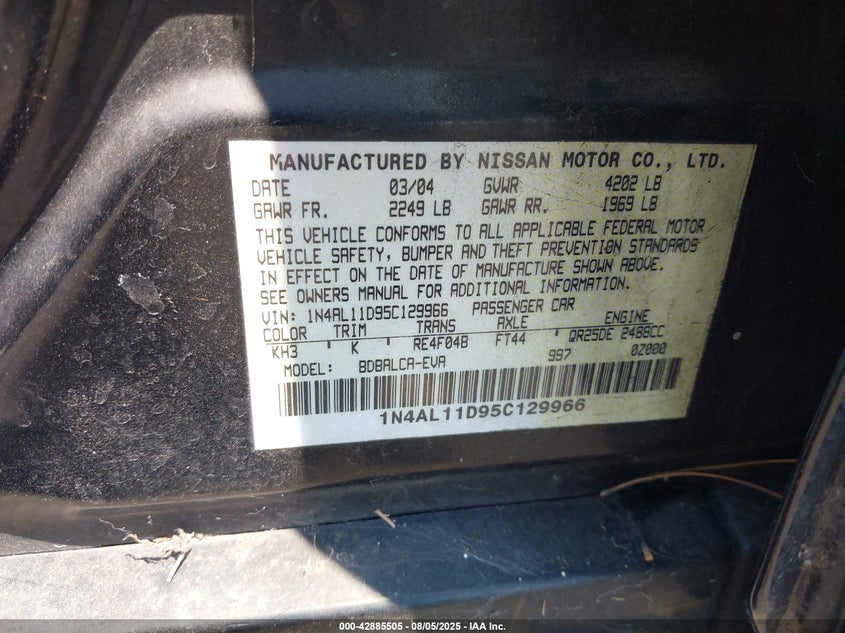 MANUFACTURED BY NISSAN MOTOR CO., LTD.
DATE 03/04 GVWR 4202 LB
GAWR FR. 2249 LB GAWR RR. 1969 LB
THIS VEHICLE CONFORMS TO ALL APPLICABLE FEDERAL MOTOR
VEHICLE SAFETY, BUMPER AND THEFT PREVENTION STANDARDS
IN EFFECT ON THE DATE OF MANUFACTURE SHOWN ABOVE.
SEE OWNERS MANUAL FOR ADDITIONAL INFORMATION.
VIN: 1N4AL11D95C129966 PASSENGER CAR
COLOR TRIM TRANS AXLE ENGINE
KH3 K RE4F04B FT44 QR25DE 2488CC
MODEL: BDBALCA-EVA 997 0Z000
1N4AL11D95C129966
000-42885505 - 08/05/2025 - IAA Inc.